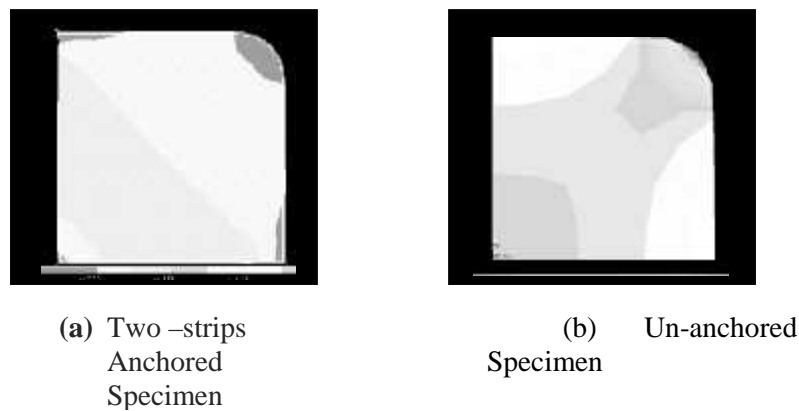 (a) Two –strips
Anchored
Specimen
(b) Un-anchored
Specimen